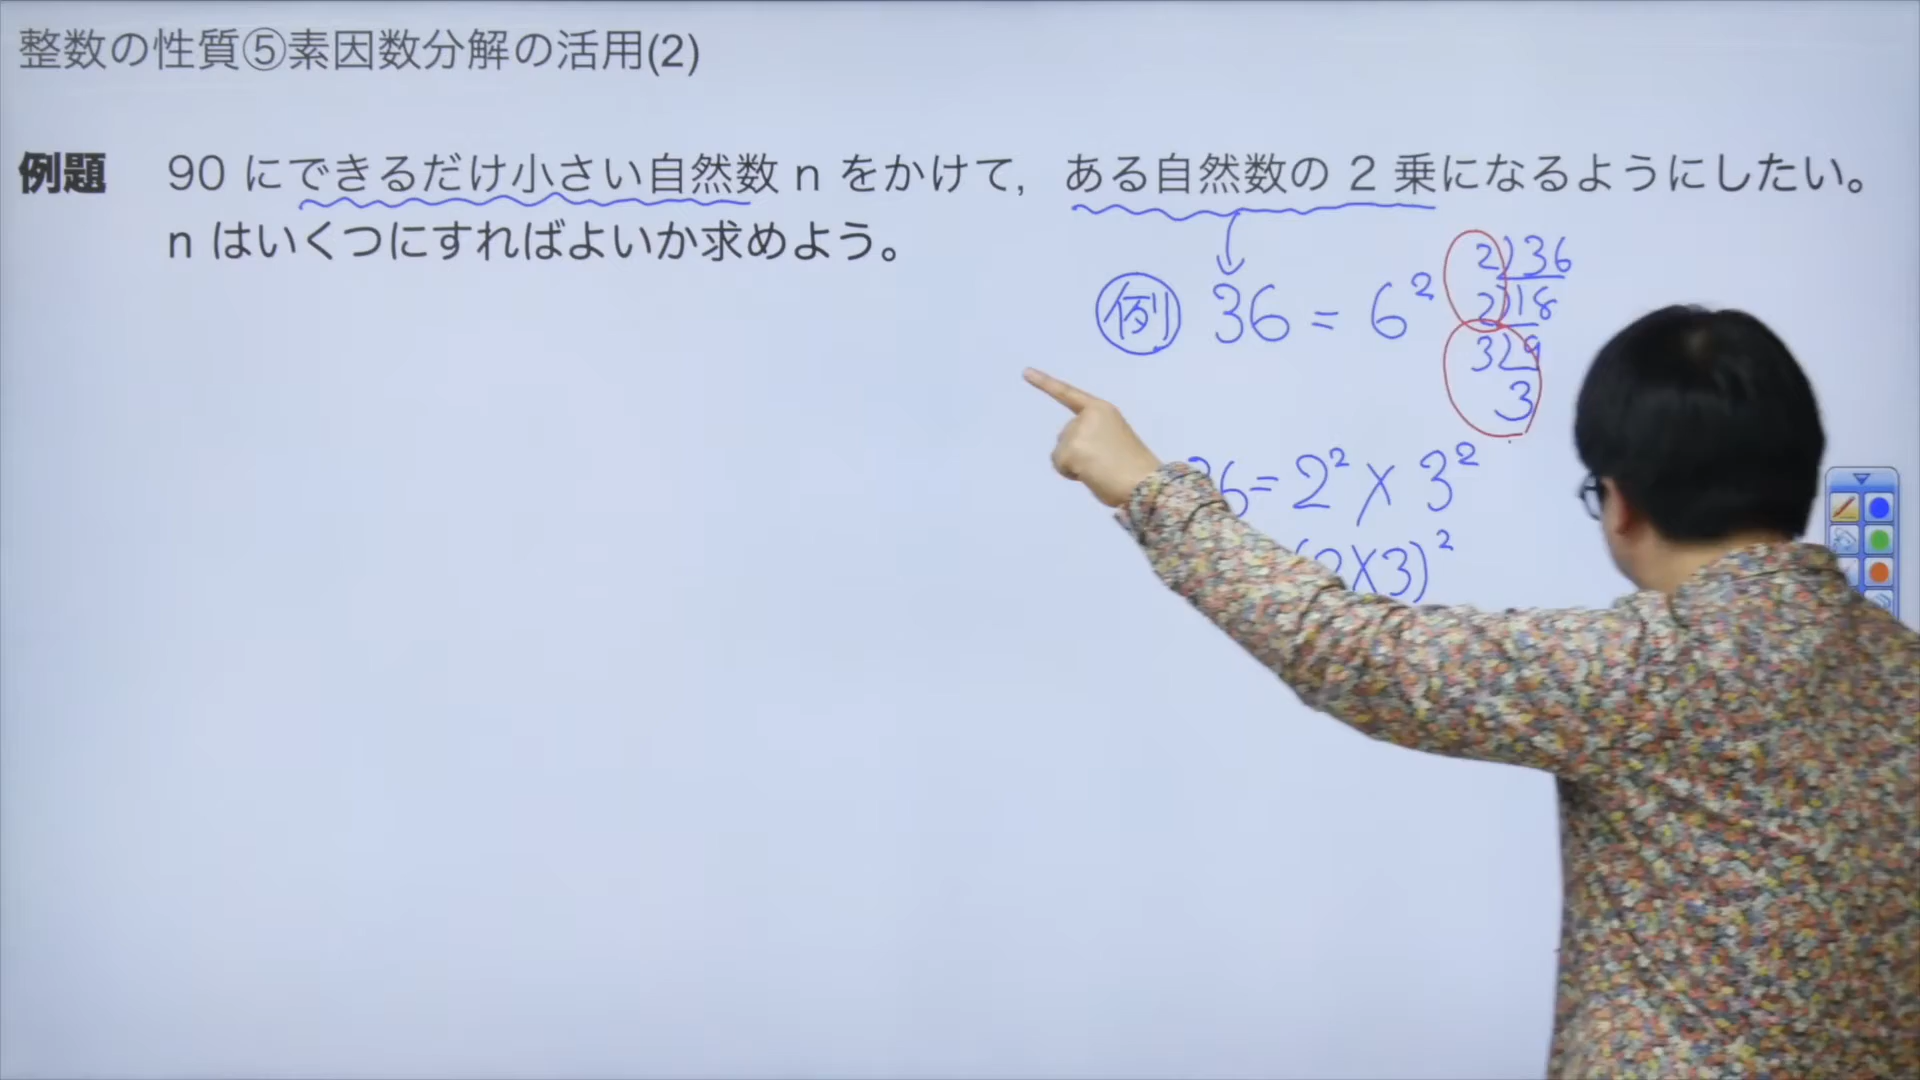 整数の性質⑤素因数分解の活用(2)
例題 90 にできるだけ小さい自然数 n をかけて, ある自然数の 2 乗になるようにしたい。
n はいくつにすればよいか求めよう。
例 36 = 6²
2)36
2)18
3)9
3
36=2²×3²
(2×3)²